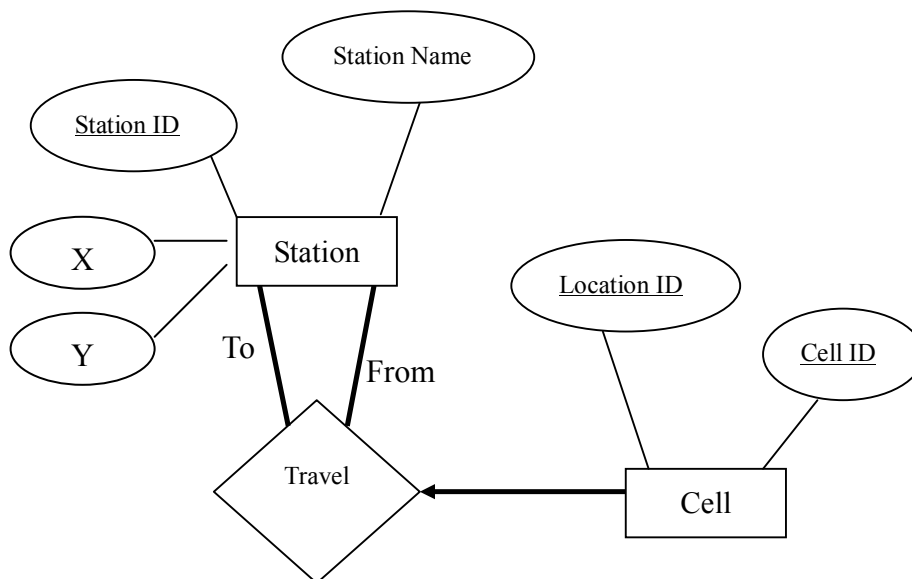 Station Name
Station ID
X
Station
Location ID
Y
To
From
Cell ID
Travel
Cell